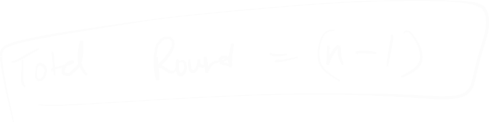 Total Round = (n-1)